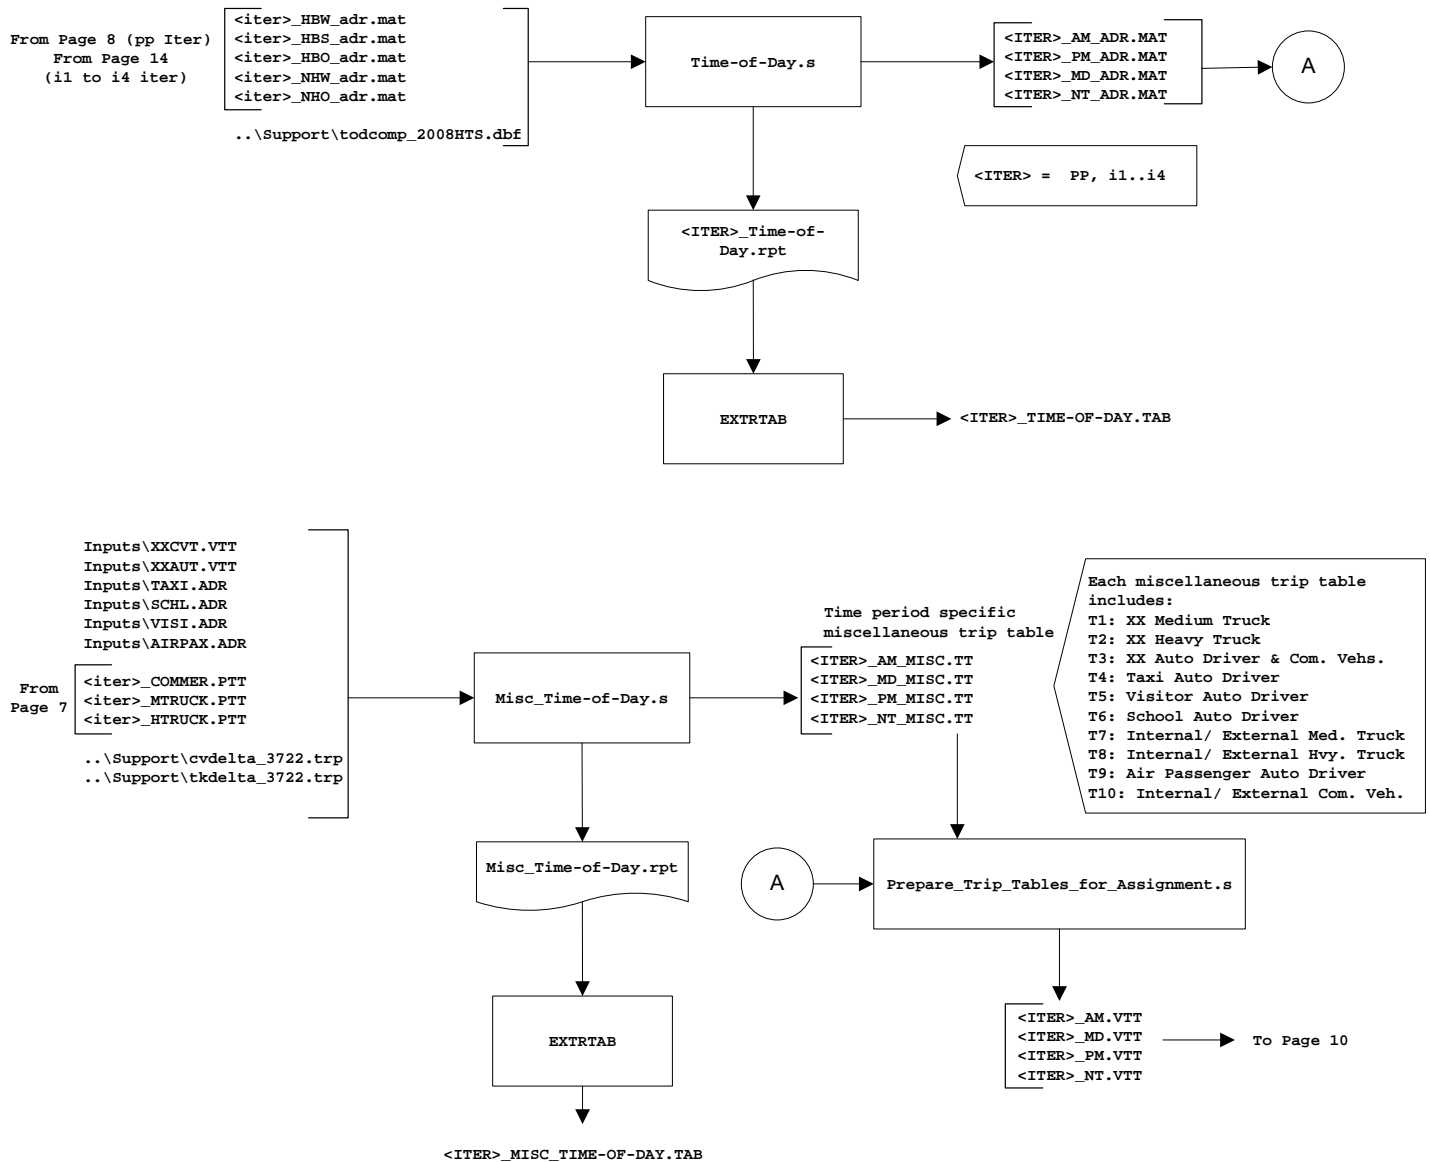 From Page 8 (pp Iter)
From Page 14
(i1 to i4 iter)
<iter>_HBW_adr.mat
<iter>_HBS_adr.mat
<iter>_HBO_adr.mat
<iter>_NHW_adr.mat
<iter>_NHO_adr.mat
..\Support\todcomp_2008HTS.dbf
Time-of-Day.s
<ITER>_AM_ADR.MAT
<ITER>_PM_ADR.MAT
<ITER>_MD_ADR.MAT
<ITER>_NT_ADR.MAT
A
<ITER> =  PP, i1..i4
<ITER>_Time-of-
Day.rpt
EXTRTAB
<ITER>_TIME-OF-DAY.TAB
Inputs\XXCVT.VTT
Inputs\XXAUT.VTT
Inputs\TAXI.ADR
Inputs\SCHL.ADR
Inputs\VISI.ADR
Inputs\AIRPAX.ADR
From
Page 7
<iter>_COMMER.PTT
<iter>_MTRUCK.PTT
<iter>_HTRUCK.PTT
..\Support\cvdelta_3722.trp
..\Support\tkdelta_3722.trp
Misc_Time-of-Day.s
Time period specific
miscellaneous trip table
<ITER>_AM_MISC.TT
<ITER>_MD_MISC.TT
<ITER>_PM_MISC.TT
<ITER>_NT_MISC.TT
Each miscellaneous trip table
includes:
T1: XX Medium Truck
T2: XX Heavy Truck
T3: XX Auto Driver & Com. Vehs.
T4: Taxi Auto Driver
T5: Visitor Auto Driver
T6: School Auto Driver
T7: Internal/ External Med. Truck
T8: Internal/ External Hvy. Truck
T9: Air Passenger Auto Driver
T10: Internal/ External Com. Veh.
Misc_Time-of-Day.rpt
A
Prepare_Trip_Tables_for_Assignment.s
EXTRTAB
<ITER>_AM.VTT
<ITER>_MD.VTT
<ITER>_PM.VTT
<ITER>_NT.VTT
To Page 10
<ITER>_MISC_TIME-OF-DAY.TAB